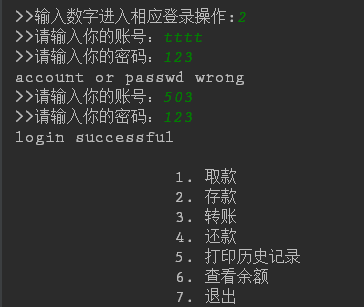 >>输入数字进入相应登录操作:2
>>请输入你的账号: tttt
>>请输入你的密码: 123
account or passwd wrong
>>请输入你的账号: 503
>>请输入你的密码: 123
login successful
1. 取款
2. 存款
3. 转账
4. 还款
5. 打印历史记录
6. 查看余额
7. 退出